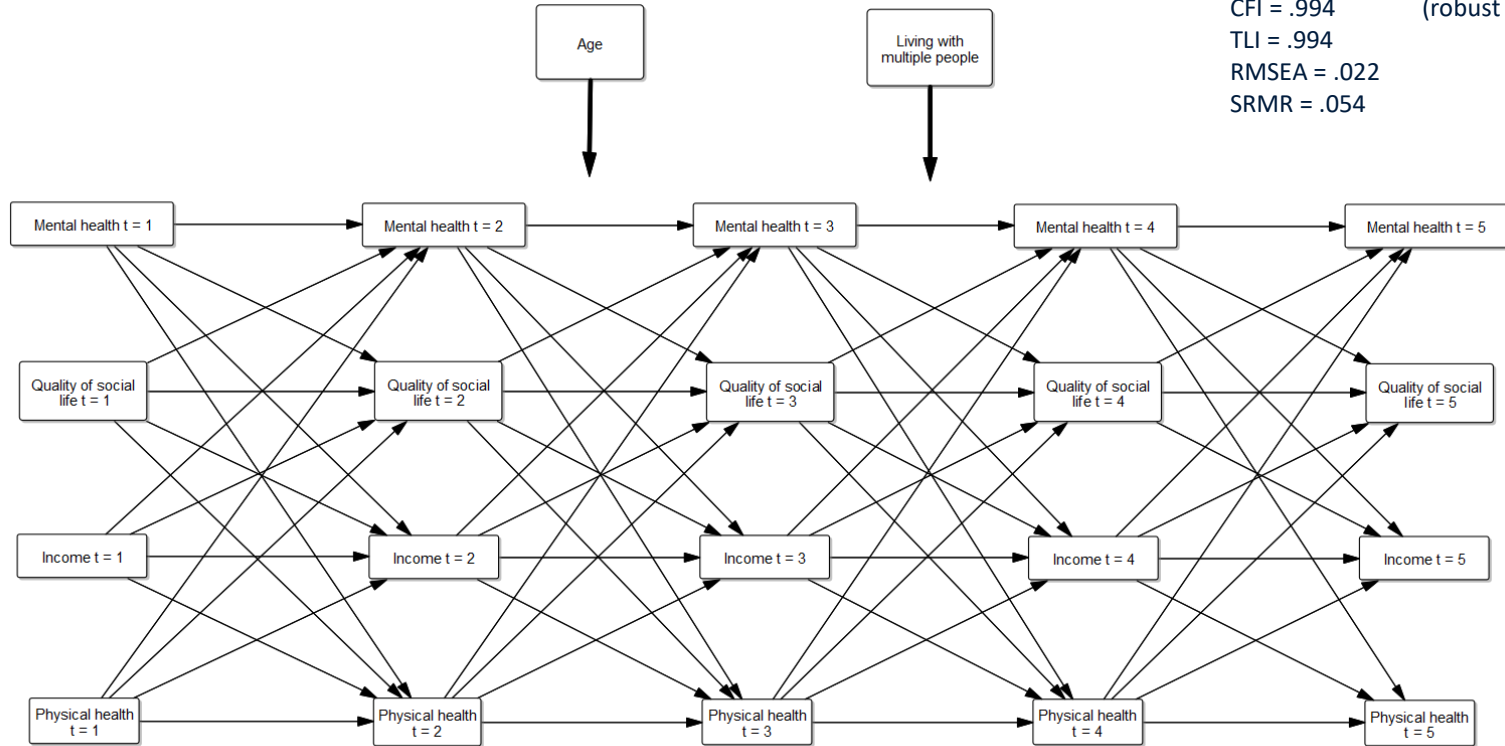 CFI = .994 (robust
TLI = .994
RMSEA = .022
SRMR = .054
Age
Living with
multiple people
Mental health t = 1
Mental health t = 2
Mental health t = 3
Mental health t = 4
Mental health t = 5
Quality of social
life t = 1
Quality of social
life t = 2
Quality of social
life t = 3
Quality of social
life t = 4
Quality of social
life t = 5
Income t = 1
Income t = 2
Income t = 3
Income t = 4
Income t = 5
Physical health
t = 1
Physical health
t = 2
Physical health
t = 3
Physical health
t = 4
Physical health
t = 5